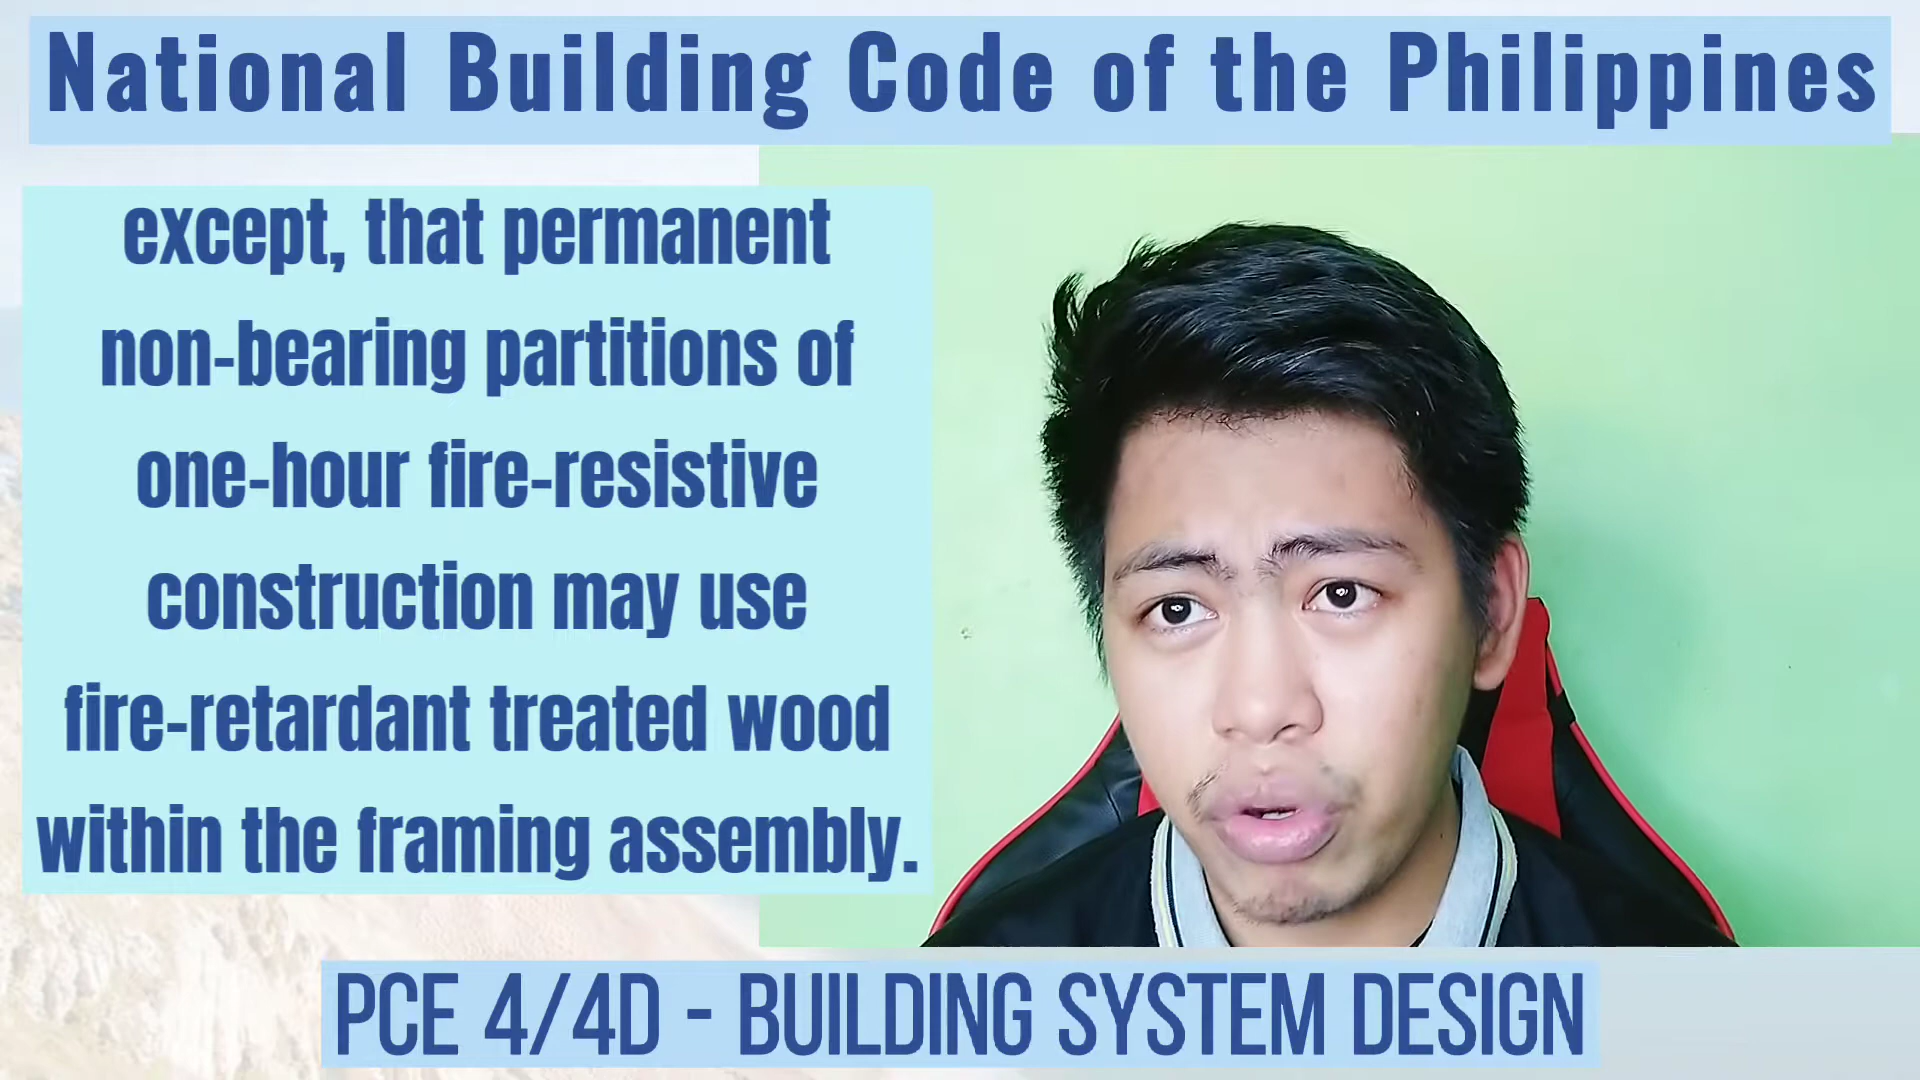 National Building Code of the Philippines
except, that permanent
non-bearing partitions of
one-hour fire-resistive
construction may use
fire-retardant treated wood
within the framing assembly.
PCE 4/4D - BUILDING SYSTEM DESIGN